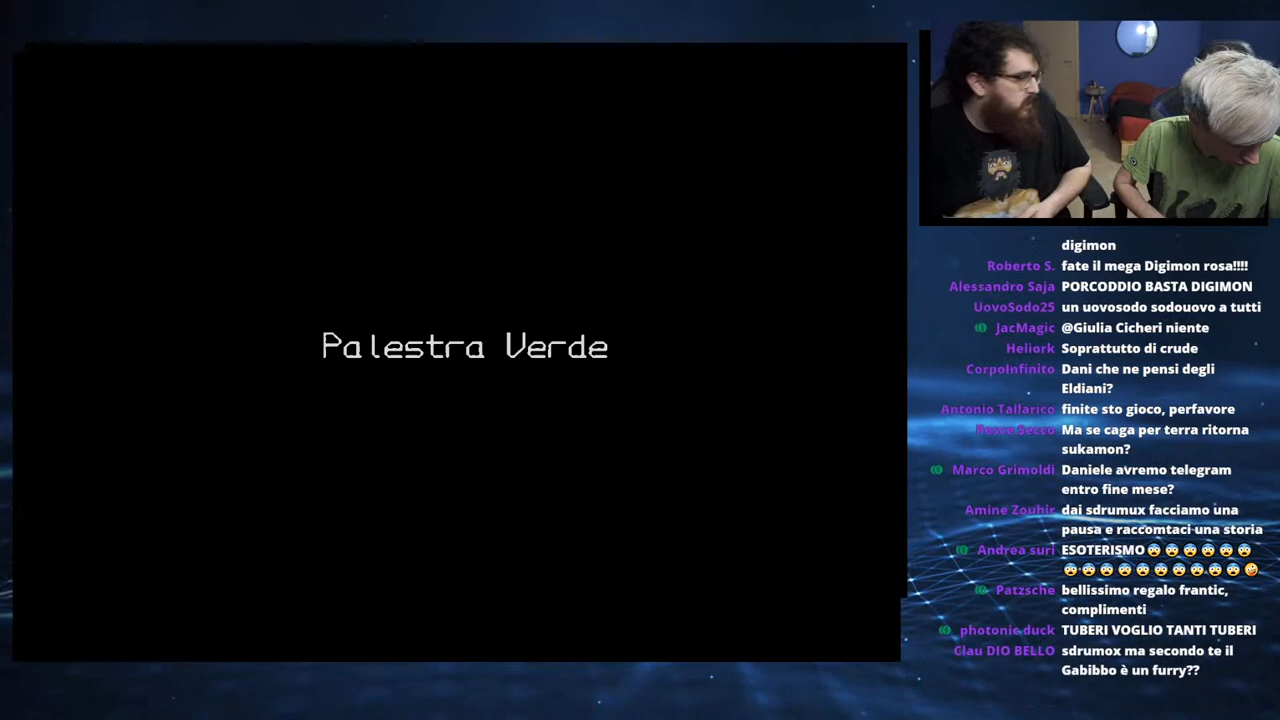 Palestra Verde
digimon
Roberto S. fate il mega Digimon rosa!!!!
Alessandro Saja PORCODDIO BASTA DIGIMON
UovoSodo25 un uovosodo sodouovo a tutti
JacMagic @Giulia Cicheri niente
Heliork Soprattutto di crude
CorpoInfinito Dani che ne pensi degli
Eldiani?
Antonio Tallarico finite sto gioco, perfavore
Pesce Secco Ma se caga per terra ritorna
sukamon?
Marco Grimoldi Daniele avremo telegram
entro fine mese?
Amine Zouhir dai sdrumux facciamo una
pausa e raccomtaci una storia
Andrea suri ESOTERISMO😨😨😨😨😨😨
😨😨😨😨😨😨😨😨😨😨🤪
Patzsche bellissimo regalo frantic,
complimenti
photonic duck TUBERI VOGLIO TANTI TUBERI
Clau DIO BELLO sdrumox ma secondo te il
Gabibbo è un furry??